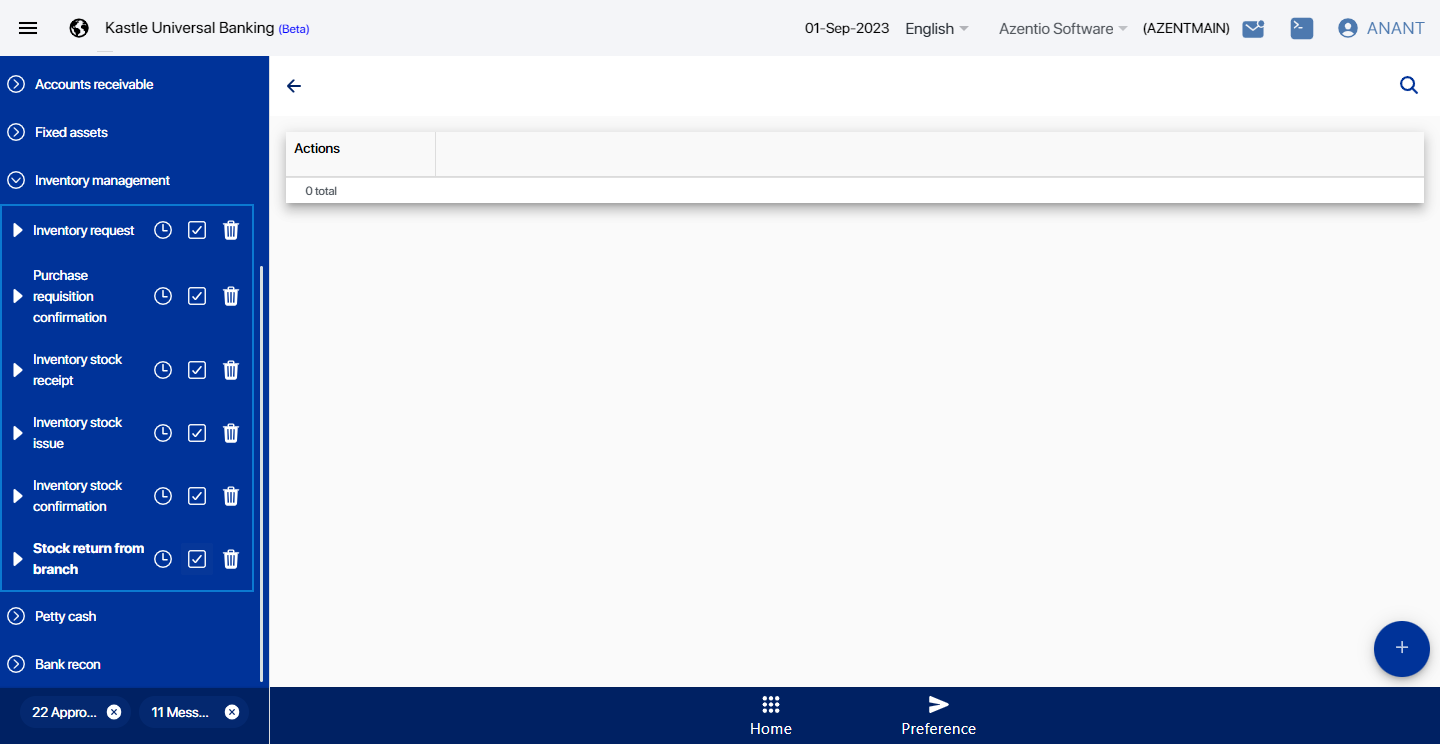 Kastle Universal Banking (Beta)
01-Sep-2023 English Azentio Software (AZENTMAIN) ANANT
Accounts receivable
Fixed assets
Inventory management
Inventory request
Purchase
requisition
confirmation
Inventory stock
receipt
Inventory stock
issue
Inventory stock
confirmation
Stock return from
branch
Petty cash
Bank recon
22 Appro...
11 Mess...
Actions
0 total
Home
Preference